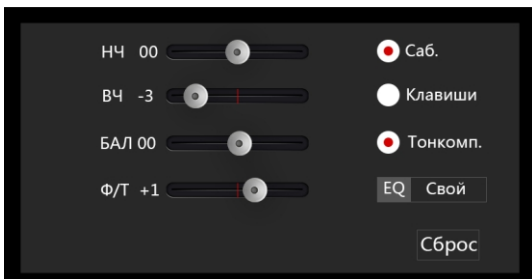 НЧ 00
Саб.
ВЧ -3
Клавиши
БАЛ 00
Тонкомп.
Ф/Т +1
EQ Свой
Сброс